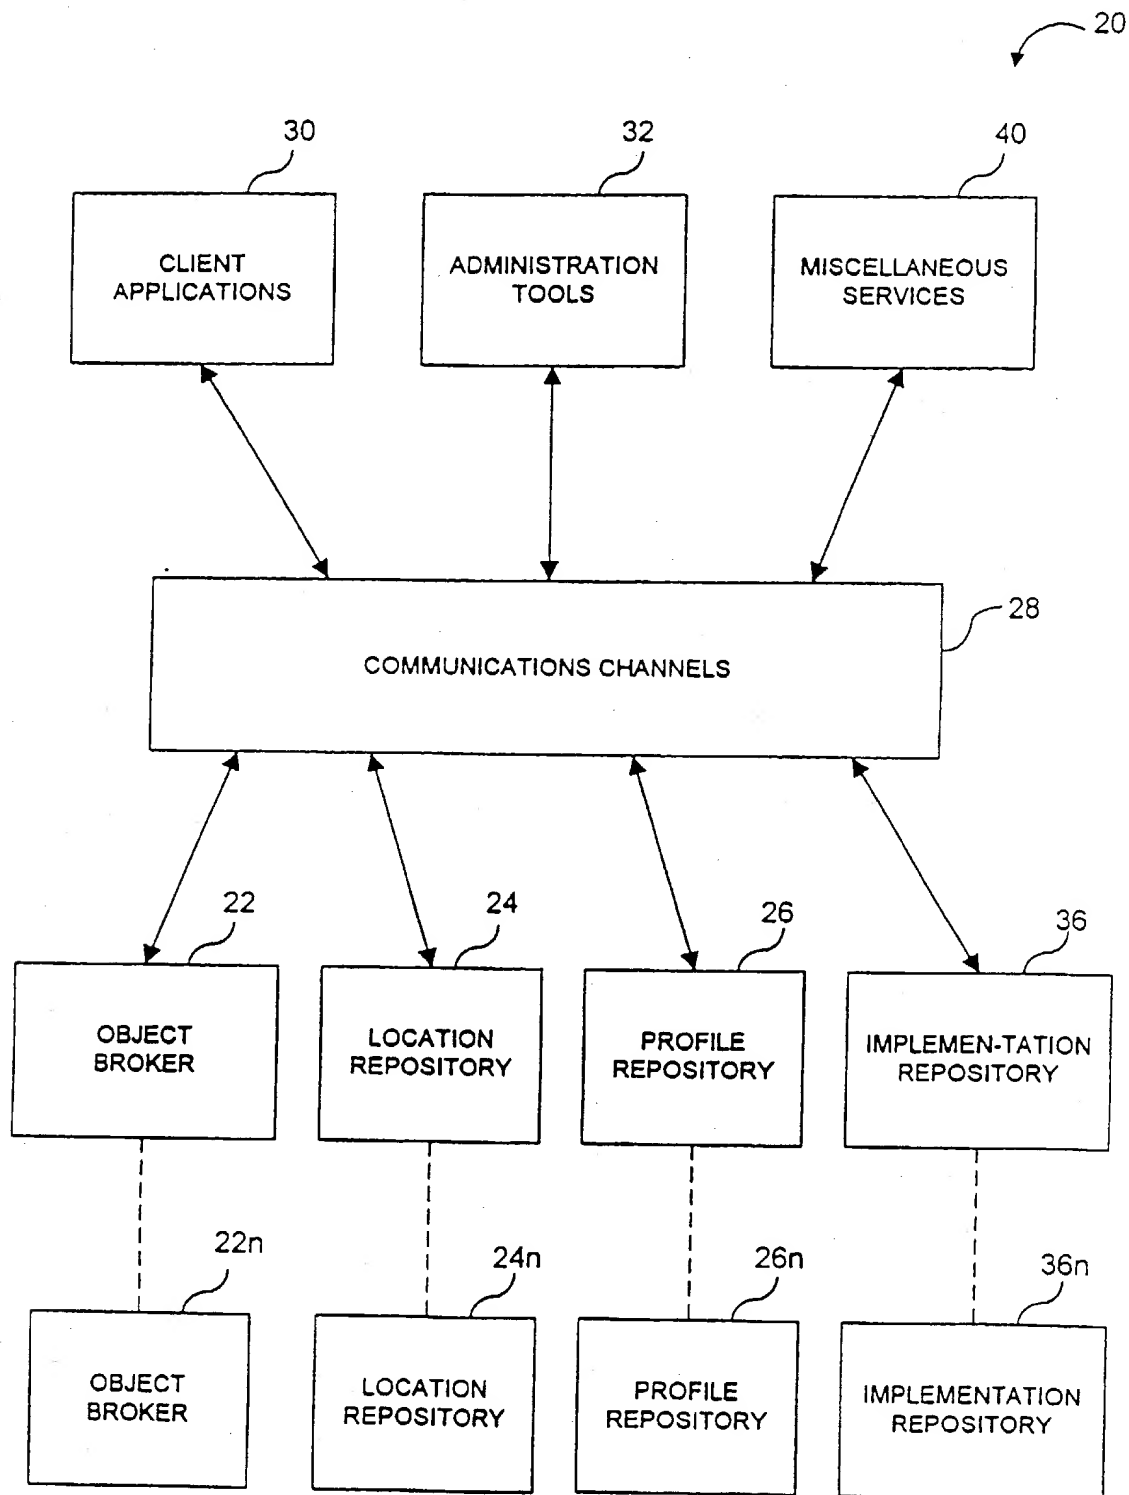 20
30
32
40
CLIENT
APPLICATIONS
ADMINISTRATION
TOOLS
MISCELLANEOUS
SERVICES
28
COMMUNICATIONS CHANNELS
22
24
26
36
OBJECT
BROKER
LOCATION
REPOSITORY
PROFILE
REPOSITORY
IMPLEMEN-TATION
REPOSITORY
22n
24n
26n
36n
OBJECT
BROKER
LOCATION
REPOSITORY
PROFILE
REPOSITORY
IMPLEMENTATION
REPOSITORY